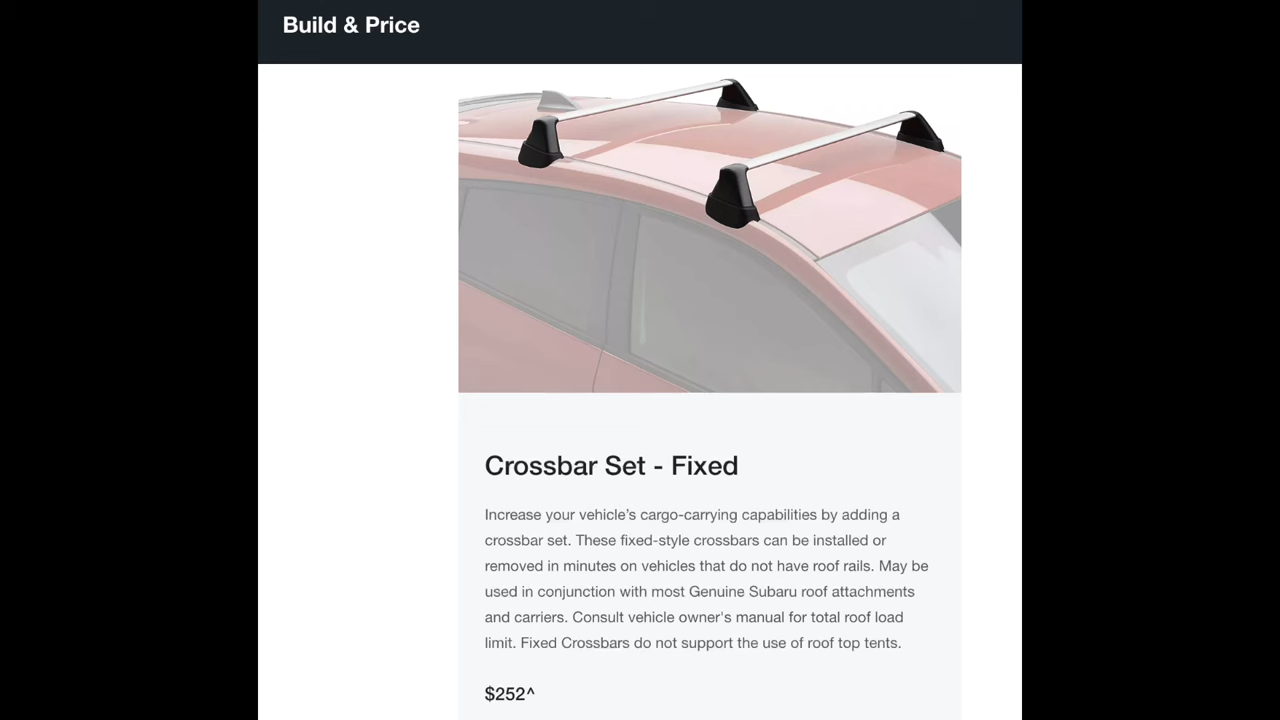 Build & Price
Crossbar Set - Fixed
Increase your vehicle’s cargo-carrying capabilities by adding a
crossbar set. These fixed-style crossbars can be installed or
removed in minutes on vehicles that do not have roof rails. May be
used in conjunction with most Genuine Subaru roof attachments
and carriers. Consult vehicle owner's manual for total roof load
limit. Fixed Crossbars do not support the use of roof top tents.
$252^